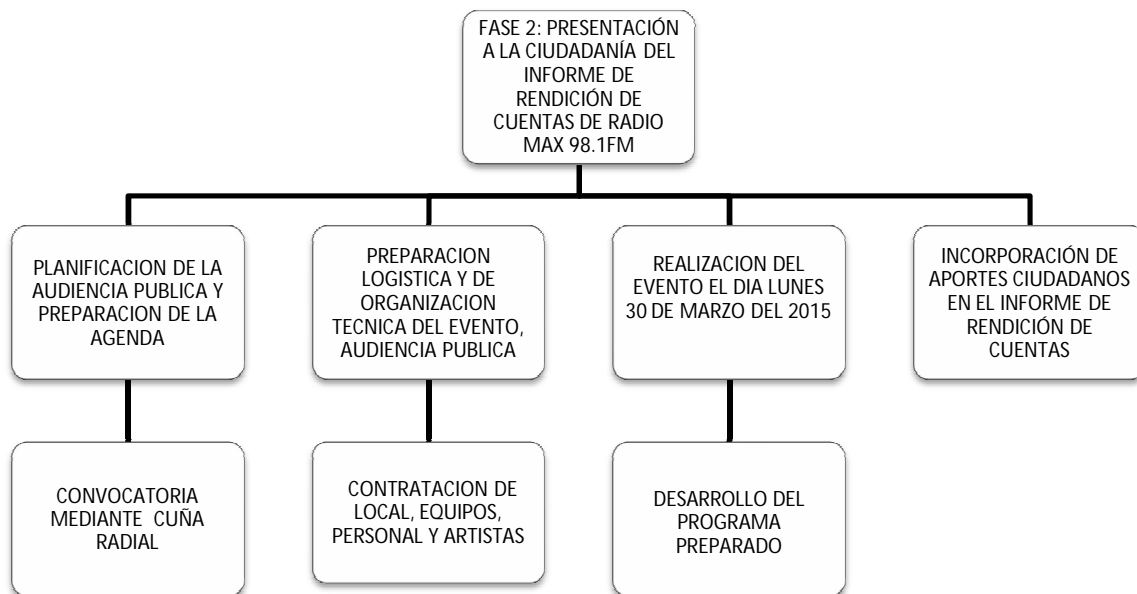 FASE 2: PRESENTACIÓN
A LA CIUDADANÍA DEL
INFORME DE
RENDICIÓN DE
CUENTAS DE RADIO
MAX 98.1FM
PLANIFICACION DE LA
AUDIENCIA PUBLICA Y
PREPARACION DE LA
AGENDA
PREPARACION
LOGISTICA Y DE
ORGANIZACION
TECNICA DEL EVENTO,
AUDIENCIA PUBLICA
REALIZACION DEL
EVENTO EL DIA LUNES
30 DE MARZO DEL 2015
INCORPORACIÓN DE
APORTES CIUDADANOS
EN EL INFORME DE
RENDICIÓN DE
CUENTAS
CONVOCATORIA
MEDIANTE CUÑA
RADIAL
CONTRATACION DE
LOCAL, EQUIPOS,
PERSONAL Y ARTISTAS
DESARROLLO DEL
PROGRAMA
PREPARADO